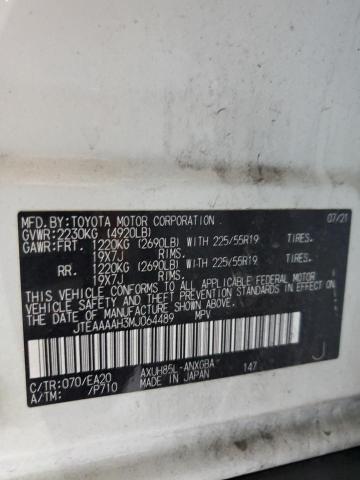 MFD.BY:TOYOTA MOTOR CORPORATION 07/21
GVWR:2230KG (4920LB)
GAWR:FRT. 1220KG (2690LB) WITH 225/55R19 TIRES.
19X7J RIMS.
RR. 1220KG (2690LB) WITH 225/55R19 TIRES.
19X7J RIMS.
THIS VEHICLE CONFORMS TO ALL APPLICABLE FEDERAL MOTOR
VEHICLE SAFETY AND BUMPER STANDARDS IN EFFECT ON THE DATE OF
MANUFACTURE SHOWN ABOVE.
JTEAAAAH3MJ064489 MPV
C/TR:070/EA20 AXUH85L-ANXGBA 147 J
A/TM: /P710 MADE IN JAPAN